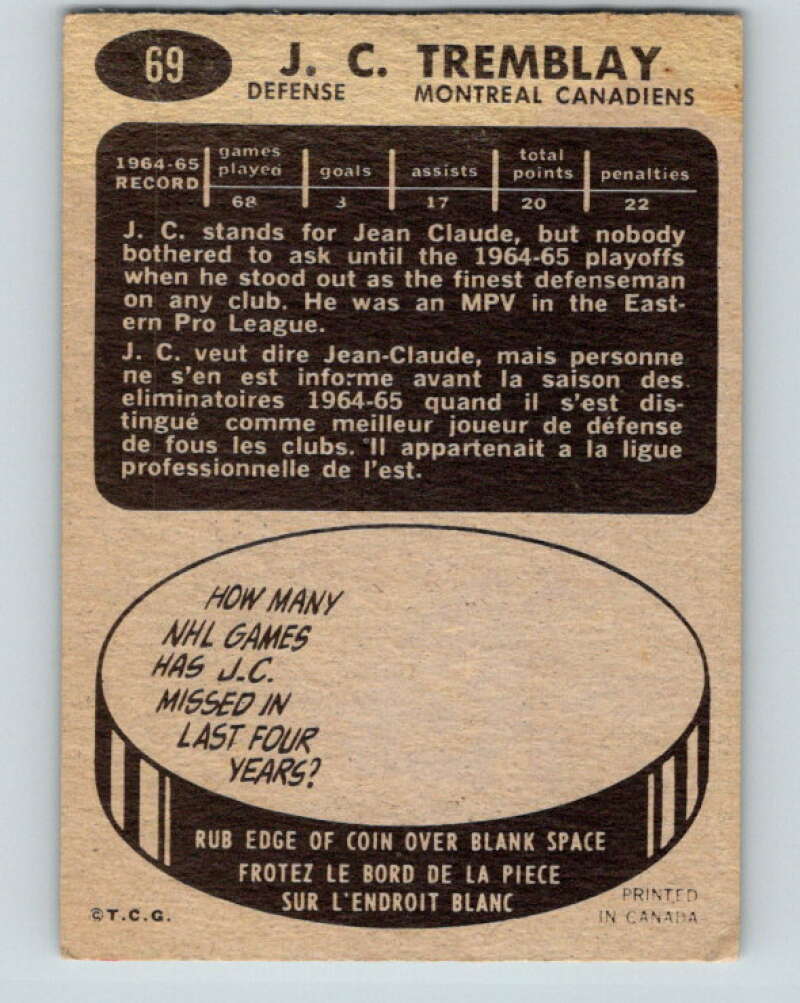 69
J. C. TREMBLAY
DEFENSE MONTREAL CANADIENS
1964-65 RECORD
games played goals assists total points penalties
68 3 17 20 22
J. C. stands for Jean Claude, but nobody
bothered to ask until the 1964-65 playoffs
when he stood out as the finest defenseman
on any club. He was an MPV in the East-
ern Pro League.
J. C. veut dire Jean-Claude, mais personne
ne s'en est informe avant la saison des
eliminatoires 1964-65 quand il s'est dis-
tingué comme meilleur joueur de défense
de fous les clubs. Il appartenait a la ligue
professionnelle de l'est.
HOW MANY
NHL GAMES
HAS J.C.
MISSED IN
LAST FOUR
YEARS?
RUB EDGE OF COIN OVER BLANK SPACE
FROTEZ LE BORD DE LA PIECE
SUR L'ENDROIT BLANC
©T.C.G.
PRINTED
IN CANADA